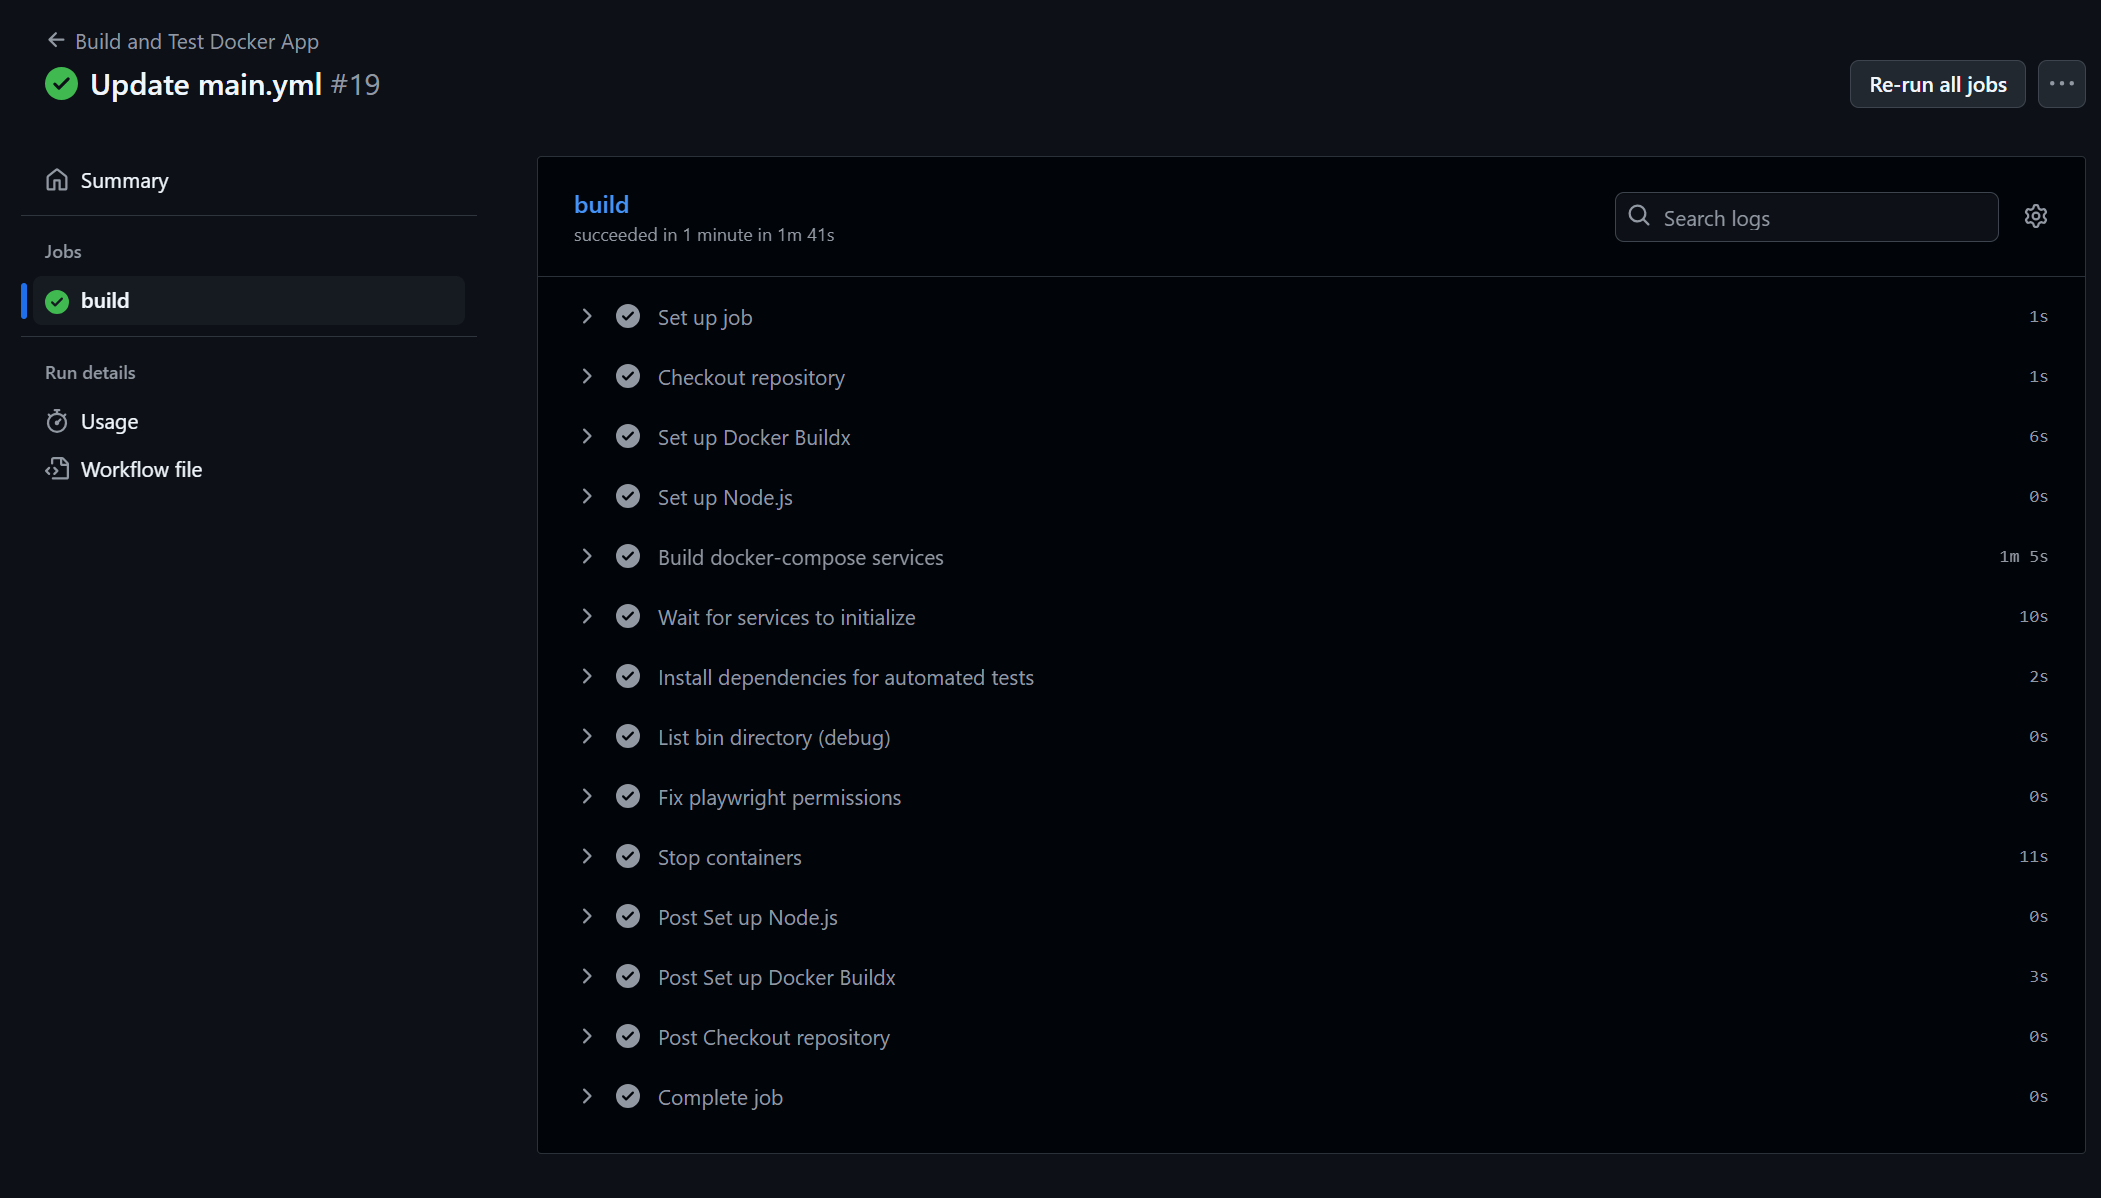 Build and Test Docker App
Update main.yml #19
Re-run all jobs
Summary
Jobs
build
Run details
Usage
Workflow file
build
succeeded in 1 minute in 1m 41s
Search logs
Set up job 1s
Checkout repository 1s
Set up Docker Buildx 6s
Set up Node.js 0s
Build docker-compose services 1m 5s
Wait for services to initialize 10s
Install dependencies for automated tests 2s
List bin directory (debug) 0s
Fix playwright permissions 0s
Stop containers 11s
Post Set up Node.js 0s
Post Set up Docker Buildx 3s
Post Checkout repository 0s
Complete job 0s